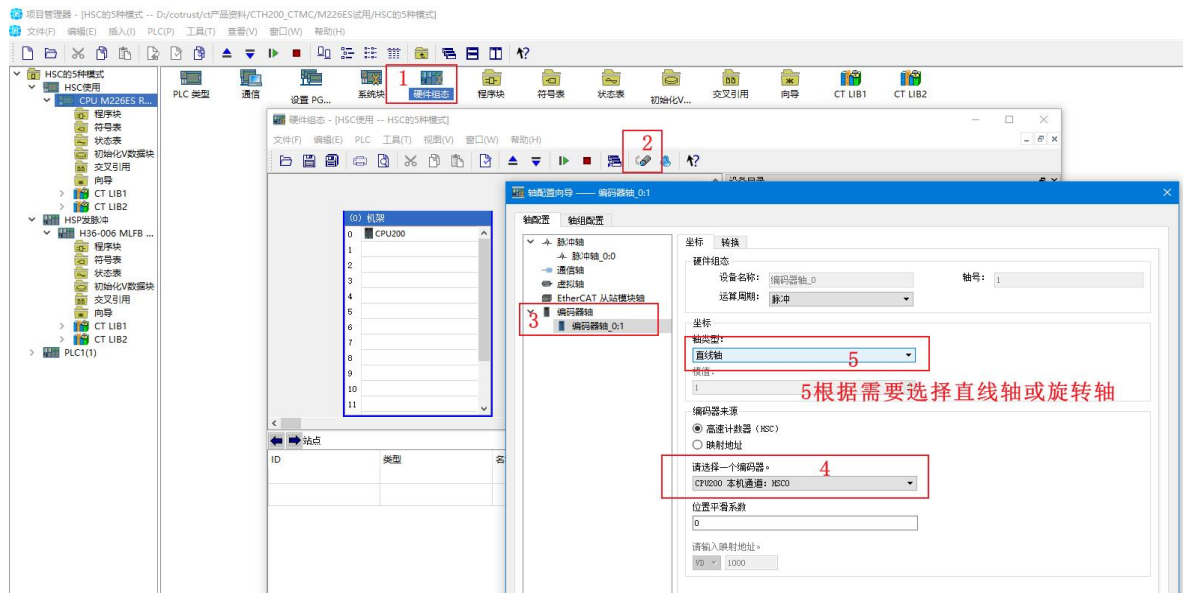 项目管理器 - [HSC的5种模式 -- D:/cotrust/ct产品资料/CTH200_CTMC/M226ES试用/HSC的5种模式]
文件(F) 编辑(E) 插入(I) PLC(P) 工具(T) 查看(V) 窗口(W) 帮助(H)
HSC的5种模式
HSC使用
CPU M226ES R...
程序块
符号表
状态表
初始化V数据块
交叉引用
向导
CT LIB1
CT LIB2
HSP发脉冲
H36-006 MLFB ...
程序块
符号表
状态表
初始化V数据块
交叉引用
向导
CT LIB1
CT LIB2
PLC1(1)
PLC 类型 通信 设置 PG... 系统块 硬件组态 程序块 符号表 状态表 初始化V... 交叉引用 向导 CT LIB1 CT LIB2
1
硬件组态 - [HSC使用 -- HSC的5种模式]
文件(F) 编辑(E) PLC 工具(T) 视图(V) 窗口(W) 帮助(H)
2
设备目录
(0) 机架
0 CPU200
1
2
3
4
5
6
7
8
9
10
11
站点
ID 类型 名
轴配置向导 —— 编码器轴_0:1
轴配置 轴组配置
脉冲轴
脉冲轴_0:0
通信轴
虚拟轴
EtherCAT 从站模块轴
编码器轴
编码器轴_0:1
3
坐标 转换
硬件组态
设备名称: 编码器轴_0 轴号: 1
运算周期: 脉冲
坐标
轴类型:
直线轴
5
模值:
1
5根据需要选择直线轴或旋转轴
编码器来源
高速计数器 (HSC)
映射地址
请选择一个编码器。
4
CPU200 本机通道: HSC0
位置平滑系数
0
请输入映射地址。
VD 1000